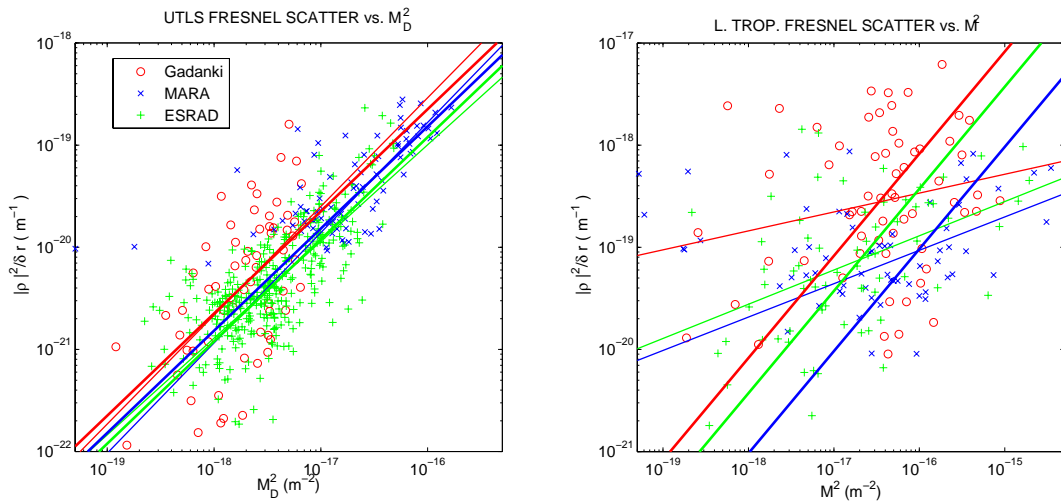 UTLS FRESNEL SCATTER vs. M_D^2
10^-18
10^-19
10^-20
10^-21
10^-22
|ρ|^2/δ r ( m^-1)
Gadanki
MARA
ESRAD
10^-19
10^-18
10^-17
10^-16
M_D^2 (m^-2)
L. TROP. FRESNEL SCATTER vs. M^2
10^-17
10^-18
10^-19
10^-20
10^-21
|ρ|^2/δ r ( m^-1)
10^-19
10^-18
10^-17
10^-16
10^-15
M^2 (m^-2)